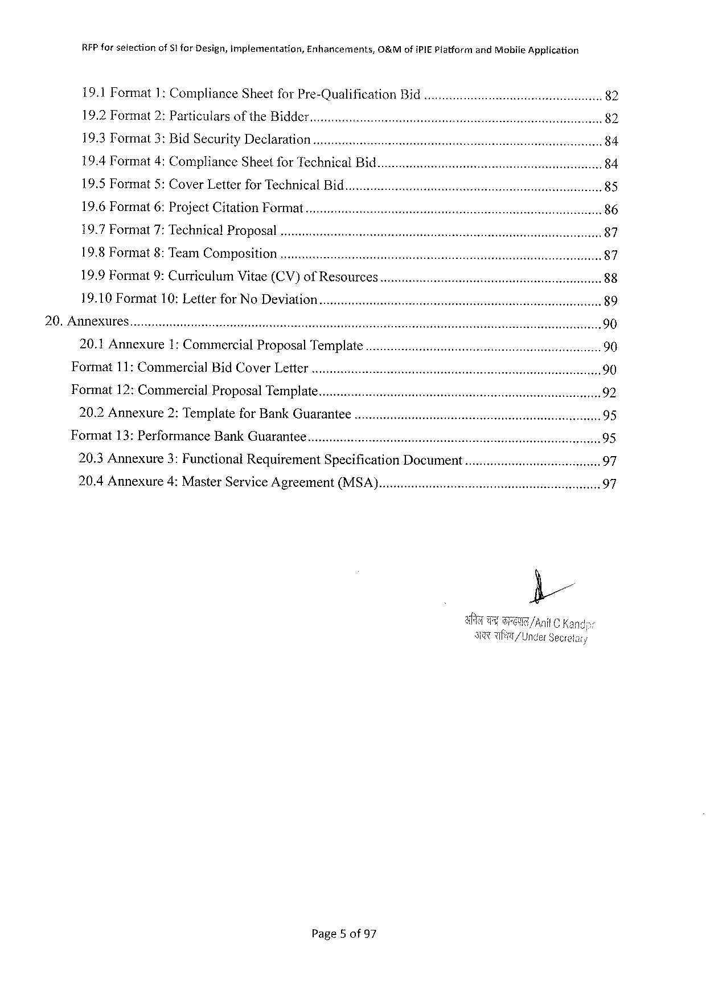 RFP for selection of SI for Design, Implementation, Enhancements, O&M of iPIE Platform and Mobile Application
19.1 Format 1: Compliance Sheet for Pre-Qualification Bid ................................................. 82
19.2 Format 2: Particulars of the Bidder................................................................................. 82
19.3 Format 3: Bid Security Declaration ................................................................................ 84
19.4 Format 4: Compliance Sheet for Technical Bid.............................................................. 84
19.5 Format 5: Cover Letter for Technical Bid....................................................................... 85
19.6 Format 6: Project Citation Format .................................................................................. 86
19.7 Format 7: Technical Proposal ......................................................................................... 87
19.8 Format 8: Team Composition ......................................................................................... 87
19.9 Format 9: Curriculum Vitae (CV) of Resources ............................................................. 88
19.10 Format 10: Letter for No Deviation............................................................................... 89
20. Annexures................................................................................................................................... 90
20.1 Annexure 1: Commercial Proposal Template ................................................................. 90
Format 11: Commercial Bid Cover Letter ................................................................................ 90
Format 12: Commercial Proposal Template.............................................................................. 92
20.2 Annexure 2: Template for Bank Guarantee .................................................................... 95
Format 13: Performance Bank Guarantee................................................................................. 95
20.3 Annexure 3: Functional Requirement Specification Document ..................................... 97
20.4 Annexure 4: Master Service Agreement (MSA)............................................................. 97
अनिल चन्द्र काण्डपाल/Anil C Kandp
अवर सचिव/Under Secretary
Page 5 of 97